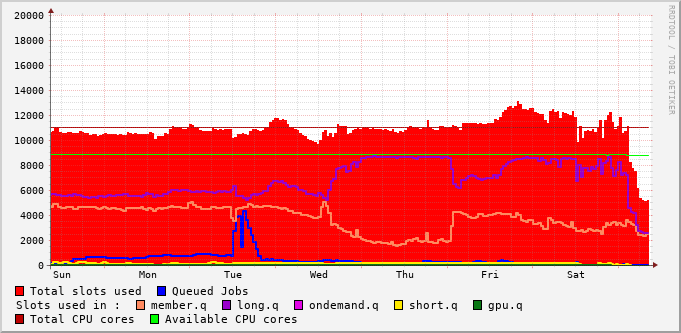 20000
18000
16000
14000
12000
10000
8000
6000
4000
2000
0
Sun Mon Tue Wed Thu Fri Sat
Total slots used Queued Jobs
Slots used in : member.q long.q ondemand.q short.q gpu.q
Total CPU cores Available CPU cores
RRDTOOL / TOBI OETIKER